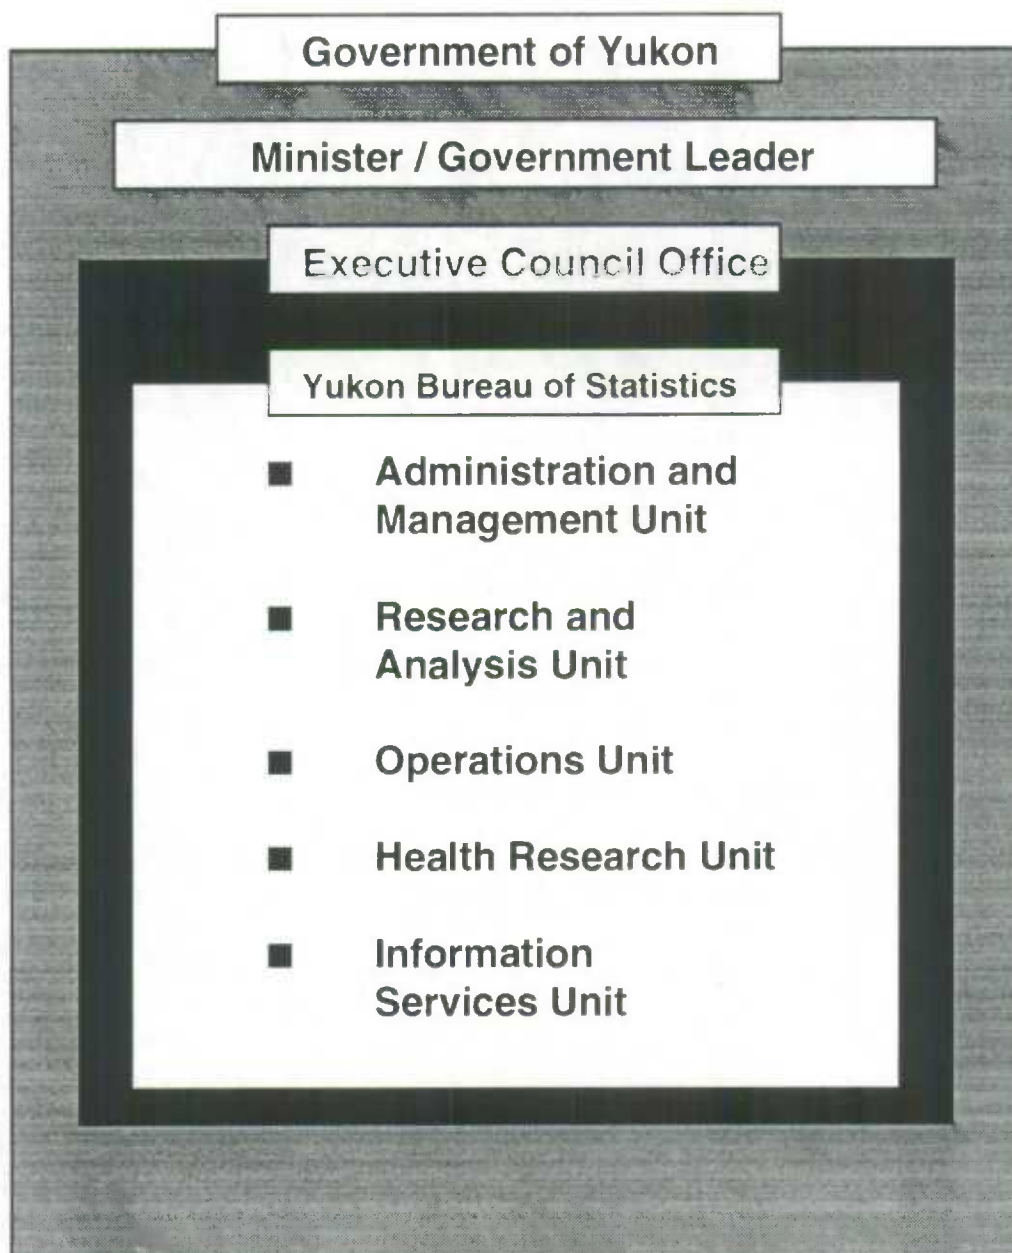 Government of Yukon
Minister / Government Leader
Executive Council Office
Yukon Bureau of Statistics
■ Administration and
Management Unit
■ Research and
Analysis Unit
■ Operations Unit
■ Health Research Unit
■ Information
Services Unit